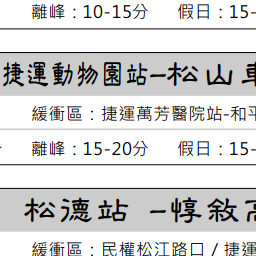 離峰：10-15分 假日：15-
捷運動物園站-松山車
緩衝區：捷運萬芳醫院站-和平
離峰：15-20分 假日：15-
松德站 -惇敘高
緩衝區：民權松江路口 / 捷運